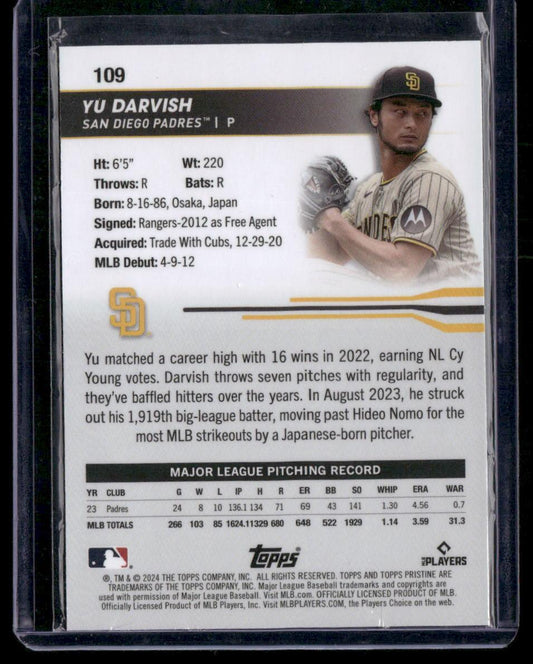 109
YU DARVISH
SAN DIEGO PADRES™ | P
SD
Ht: 6'5" Wt: 220
Throws: R Bats: R
Born: 8-16-86, Osaka, Japan
Signed: Rangers-2012 as Free Agent
Acquired: Trade With Cubs, 12-29-20
MLB Debut: 4-9-12
SD
Yu matched a career high with 16 wins in 2022, earning NL Cy
Young votes. Darvish throws seven pitches with regularity, and
they've baffled hitters over the years. In August 2023, he struck
out his 1,919th big-league batter, moving past Hideo Nomo for the
most MLB strikeouts by a Japanese-born pitcher.
MAJOR LEAGUE PITCHING RECORD
YR CLUB G W L IP H R ER BB SO WHIP ERA WAR
23 Padres 24 8 10 136.1 134 71 69 43 141 1.30 4.56 0.7
MLB TOTALS 266 103 85 1624.1 1329 680 648 522 1929 1.14 3.59 31.3
topps
MLB PLAYERS
®, TM & © 2024 THE TOPPS COMPANY, INC. ALL RIGHTS RESERVED. TOPPS AND TOPPS PRISTINE ARE
TRADEMARKS OF THE TOPPS COMPANY, INC. Major League Baseball trademarks and copyrights are
used with permission of Major League Baseball. Visit MLB.com. OFFICIALLY LICENSED PRODUCT OF MLB.
Officially Licensed Product of MLB Players, Inc. Visit MLBPLAYERS.COM, the Players Choice on the web.